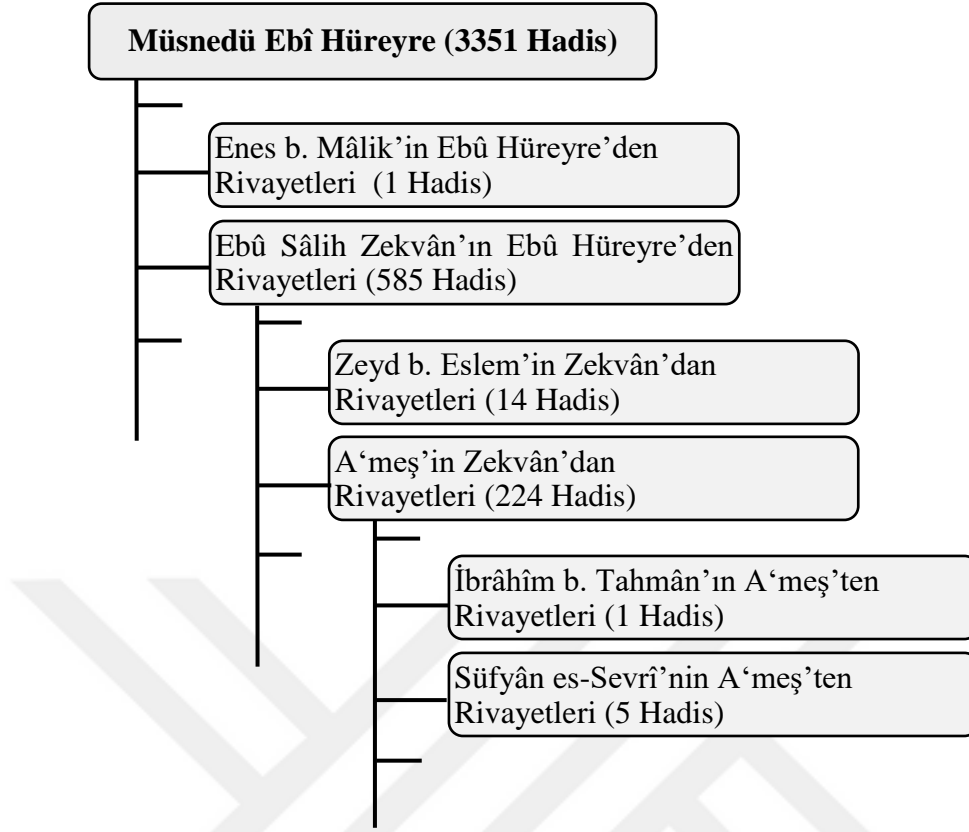 Müsnedü Ebî Hüreyre (3351 Hadis)
Enes b. Mâlik’in Ebû Hüreyre’den
Rivayetleri (1 Hadis)
Ebû Sâlih Zekvân’ın Ebû Hüreyre’den
Rivayetleri (585 Hadis)
Zeyd b. Eslem’in Zekvân’dan
Rivayetleri (14 Hadis)
A‘meş’in Zekvân’dan
Rivayetleri (224 Hadis)
İbrâhîm b. Tahmân’ın A‘meş’ten
Rivayetleri (1 Hadis)
Süfyân es-Sevrî’nin A‘meş’ten
Rivayetleri (5 Hadis)